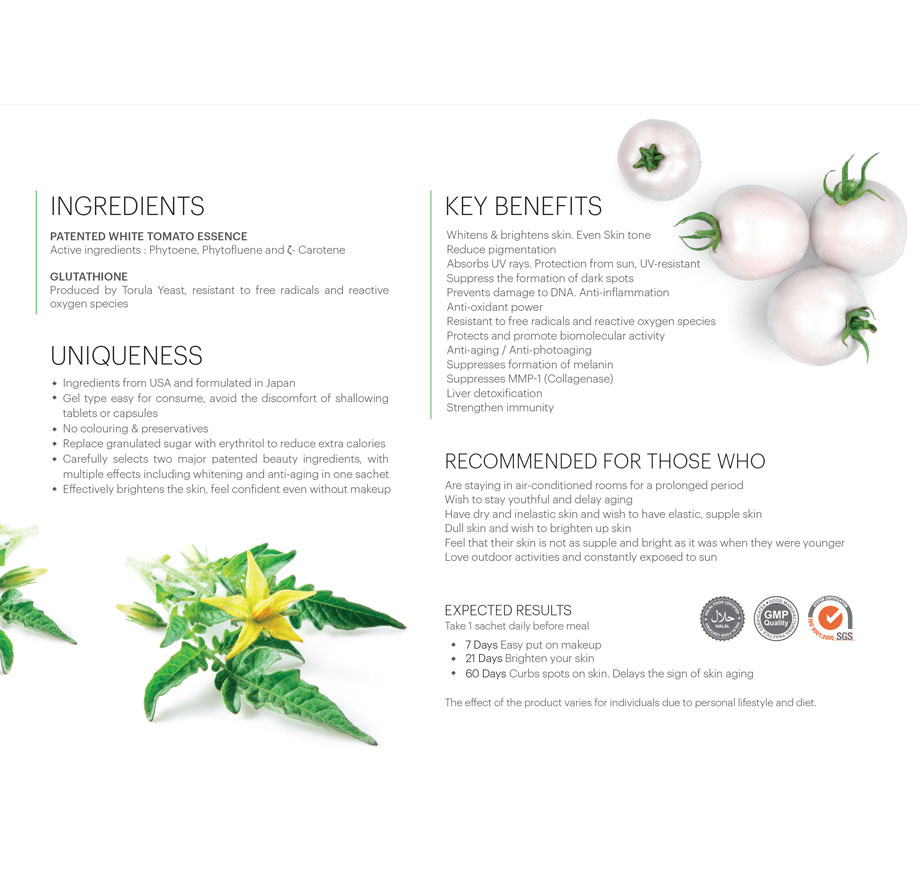 INGREDIENTS
PATENTED WHITE TOMATO ESSENCE
Active ingredients : Phytoene, Phytofluene and ζ- Carotene
GLUTATHIONE
Produced by Torula Yeast, resistant to free radicals and reactive
oxygen species
UNIQUENESS
Ingredients from USA and formulated in Japan
Gel type easy for consume, avoid the discomfort of shallowing
tablets or capsules
No colouring & preservatives
Replace granulated sugar with erythritol to reduce extra calories
Carefully selects two major patented beauty ingredients, with
multiple effects including whitening and anti-aging in one sachet
Effectively brightens the skin, feel confident even without makeup
KEY BENEFITS
Whitens & brightens skin. Even Skin tone
Reduce pigmentation
Absorbs UV rays. Protection from sun, UV-resistant
Suppress the formation of dark spots
Prevents damage to DNA. Anti-inflammation
Anti-oxidant power
Resistant to free radicals and reactive oxygen species
Protects and promote biomolecular activity
Anti-aging / Anti-photoaging
Suppresses formation of melanin
Suppresses MMP-1 (Collagenase)
Liver detoxification
Strengthen immunity
RECOMMENDED FOR THOSE WHO
Are staying in air-conditioned rooms for a prolonged period
Wish to stay youthful and delay aging
Have dry and inelastic skin and wish to have elastic, supple skin
Dull skin and wish to brighten up skin
Feel that their skin is not as supple and bright as it was when they were younger
Love outdoor activities and constantly exposed to sun
EXPECTED RESULTS
Take 1 sachet daily before meal
7 Days Easy put on makeup
21 Days Brighten your skin
60 Days Curbs spots on skin. Delays the sign of skin aging
The effect of the product varies for individuals due to personal lifestyle and diet.
حلال
HALAL
GMP
Quality
ISO 9001:2008
SGS